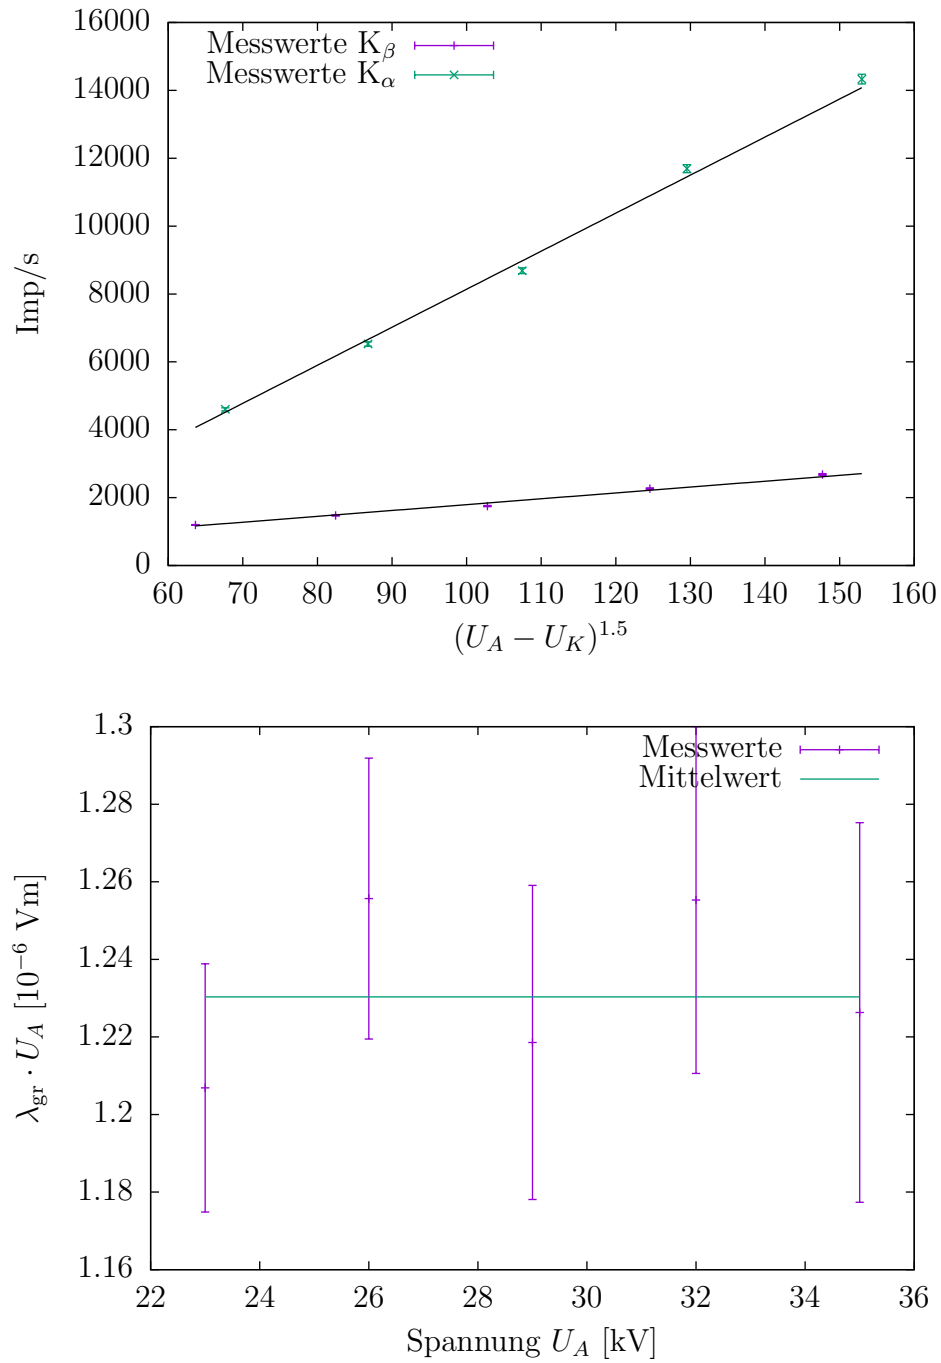 16000
14000
12000
10000
8000
6000
4000
2000
0
Imp/s
Messwerte K_β
Messwerte K_α
60 70 80 90 100 110 120 130 140 150 160
(U_A − U_K)^1.5
1.3
1.28
1.26
1.24
1.22
1.2
1.18
1.16
λ_gr · U_A [10^−6 Vm]
Messwerte
Mittelwert
22 24 26 28 30 32 34 36
Spannung U_A [kV]